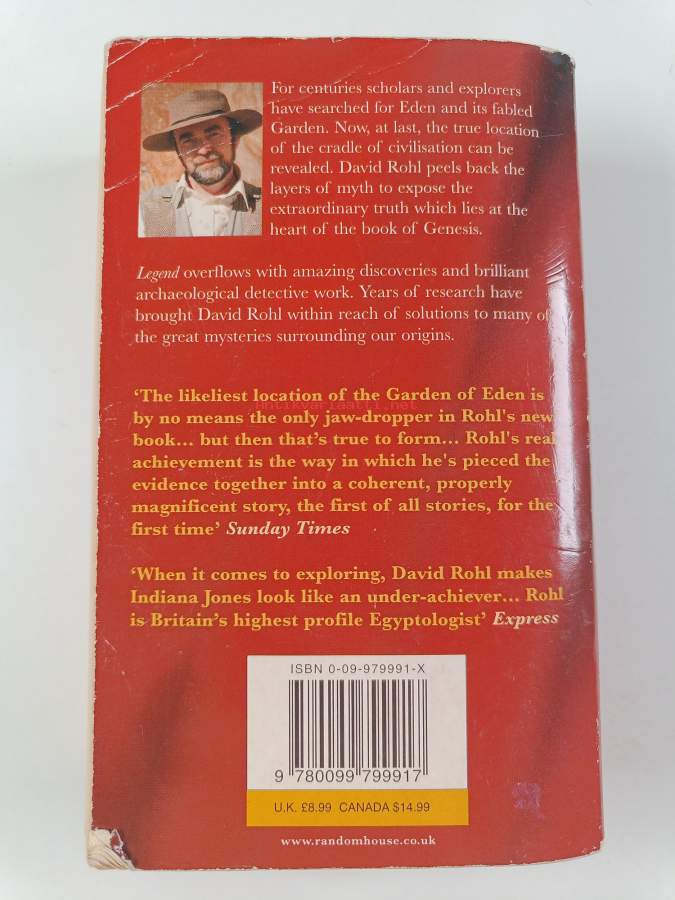 For centuries scholars and explorers
have searched for Eden and its fabled
Garden. Now, at last, the true location
of the cradle of civilisation can be
revealed. David Rohl peels back the
layers of myth to expose the
extraordinary truth which lies at the
heart of the book of Genesis.
Legend overflows with amazing discoveries and brilliant
archaeological detective work. Years of research have
brought David Rohl within reach of solutions to many of
the great mysteries surrounding our origins.
‘The likeliest location of the Garden of Eden is
antikvariaatti.net
by no means the only jaw-dropper in Rohl's new
book... but then that’s true to form... Rohl's real
achievement is the way in which he's pieced the
evidence together into a coherent, properly
magnificent story, the first of all stories, for the
first time’ Sunday Times
‘When it comes to exploring, David Rohl makes
Indiana Jones look like an under-achiever... Rohl
is Britain’s highest profile Egyptologist’ Express
ISBN 0-09-979991-X
9 780099 799917
U.K. £8.99 CANADA $14.99
www.randomhouse.co.uk